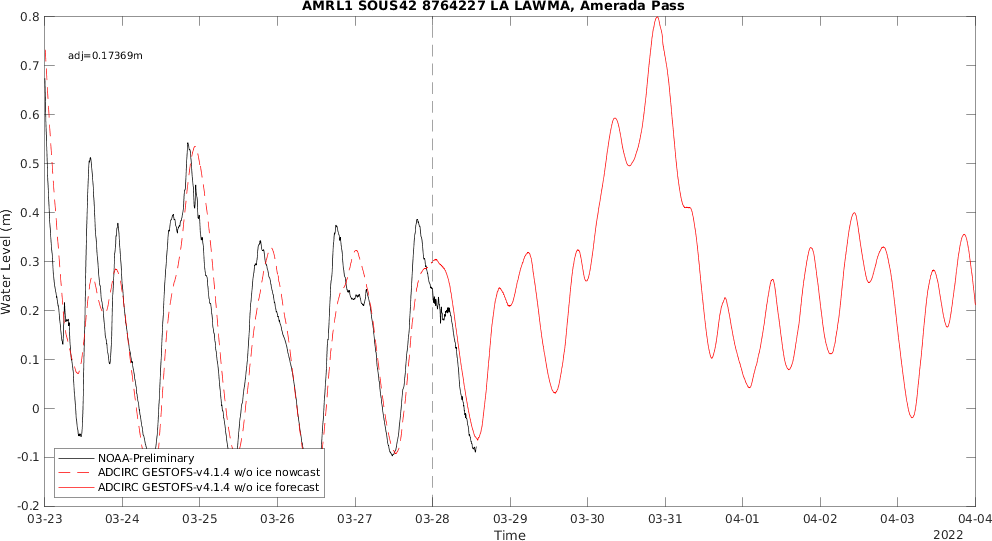 AMRL1 SOUS42 8764227 LA LAWMA, Amerada Pass
adj=0.17369m
0.8
0.7
0.6
0.5
0.4
0.3
0.2
0.1
0
-0.1
-0.2
Water Level (m)
NOAA-Preliminary
ADCIRC GESTOFS-v4.1.4 w/o ice nowcast
ADCIRC GESTOFS-v4.1.4 w/o ice forecast
03-23 03-24 03-25 03-26 03-27 03-28 03-29 03-30 03-31 04-01 04-02 04-03 04-04
Time
2022